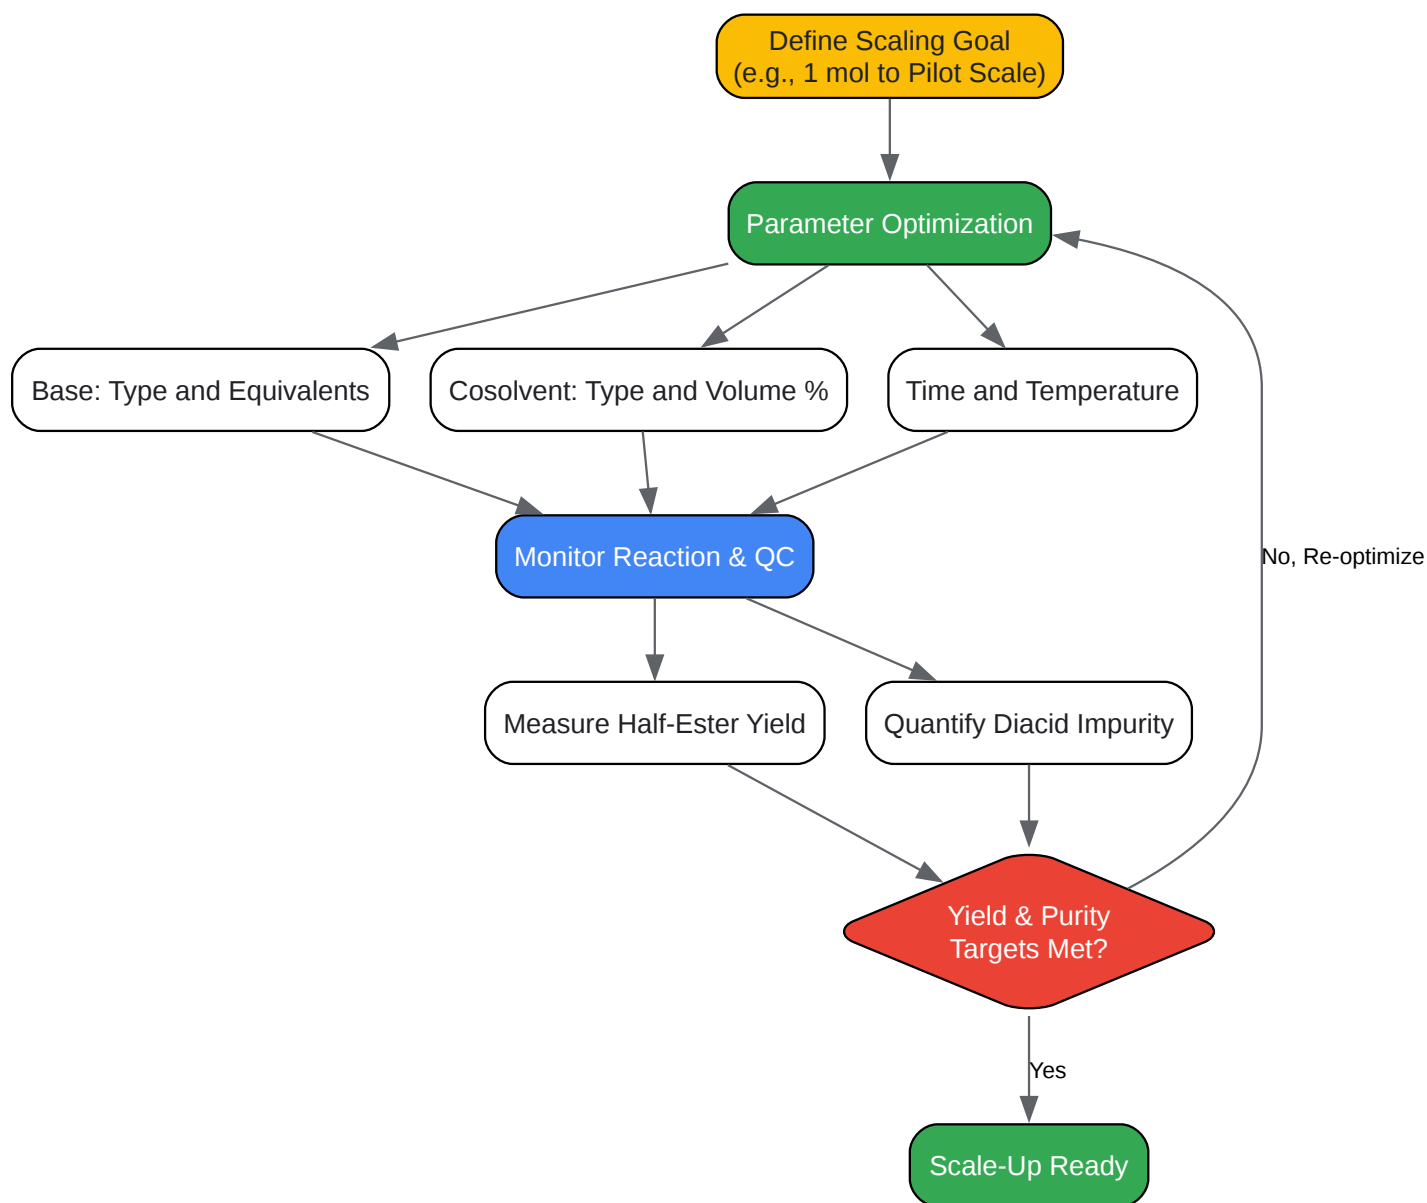 Define Scaling Goal
(e.g., 1 mol to Pilot Scale)
Parameter Optimization
Base: Type and Equivalents
Cosolvent: Type and Volume %
Time and Temperature
Monitor Reaction & QC
No, Re-optimize
Measure Half-Ester Yield
Quantify Diacid Impurity
Yield & Purity
Targets Met?
Yes
Scale-Up Ready